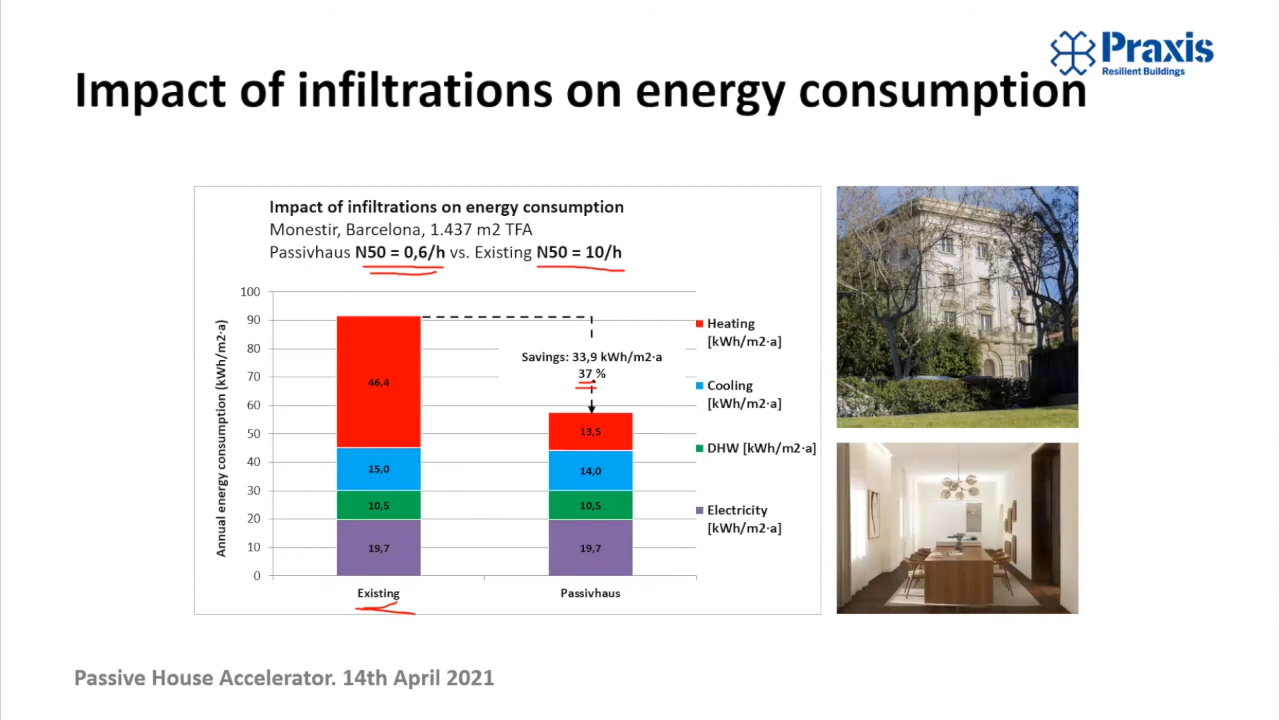 Praxis
Resilient Buildings
Impact of infiltrations on energy consumption
Impact of infiltrations on energy consumption
Monestir, Barcelona, 1.437 m2 TFA
Passivhaus N50 = 0,6/h vs. Existing N50 = 10/h
Annual energy consumption (kWh/m2·a)
100
90
80
70
60
50
40
30
20
10
0
46,4
15,0
10,5
19,7
Existing
Savings: 33,9 kWh/m2·a
37 %
13,5
14,0
10,5
19,7
Passivhaus
Heating
[kWh/m2·a]
Cooling
[kWh/m2·a]
DHW [kWh/m2·a]
Electricity
[kWh/m2·a]
Passive House Accelerator. 14th April 2021